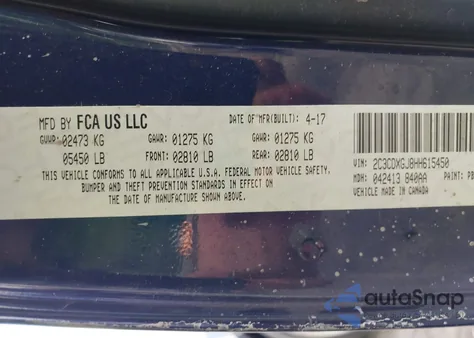 MFD BY FCA US LLC DATE OF MFR(BUILT): 4-17
GVWR: 02473 KG GAWR: 01275 KG GAWR: 01275 KG
05450 LB FRONT: 02810 LB REAR: 02810 LB
THIS VEHICLE CONFORMS TO ALL APPLICABLE U.S.A. FEDERAL MOTOR VEHICLE SAFETY,
BUMPER AND THEFT PREVENTION STANDARDS IN EFFECT ON
THE DATE OF MANUFACTURE SHOWN ABOVE.
VIN: 2C3CDXGJ8HH615450
MDH: 042413 840AA PAINT: PB
VEHICLE MADE IN CANADA
autoSnap